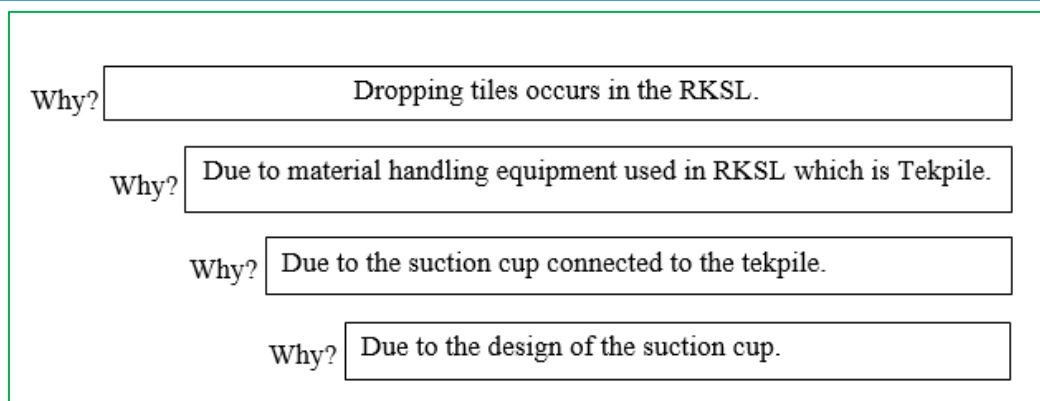 Why? Dropping tiles occurs in the RKSL.
Why? Due to material handling equipment used in RKSL which is Tekpile.
Why? Due to the suction cup connected to the tekpile.
Why? Due to the design of the suction cup.